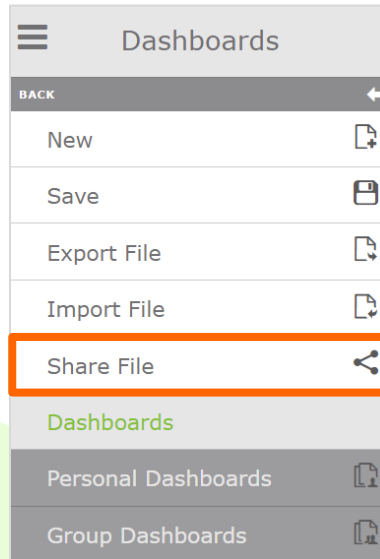 Dashboards
BACK
New
Save
Export File
Import File
Share File
Dashboards
Personal Dashboards
Group Dashboards